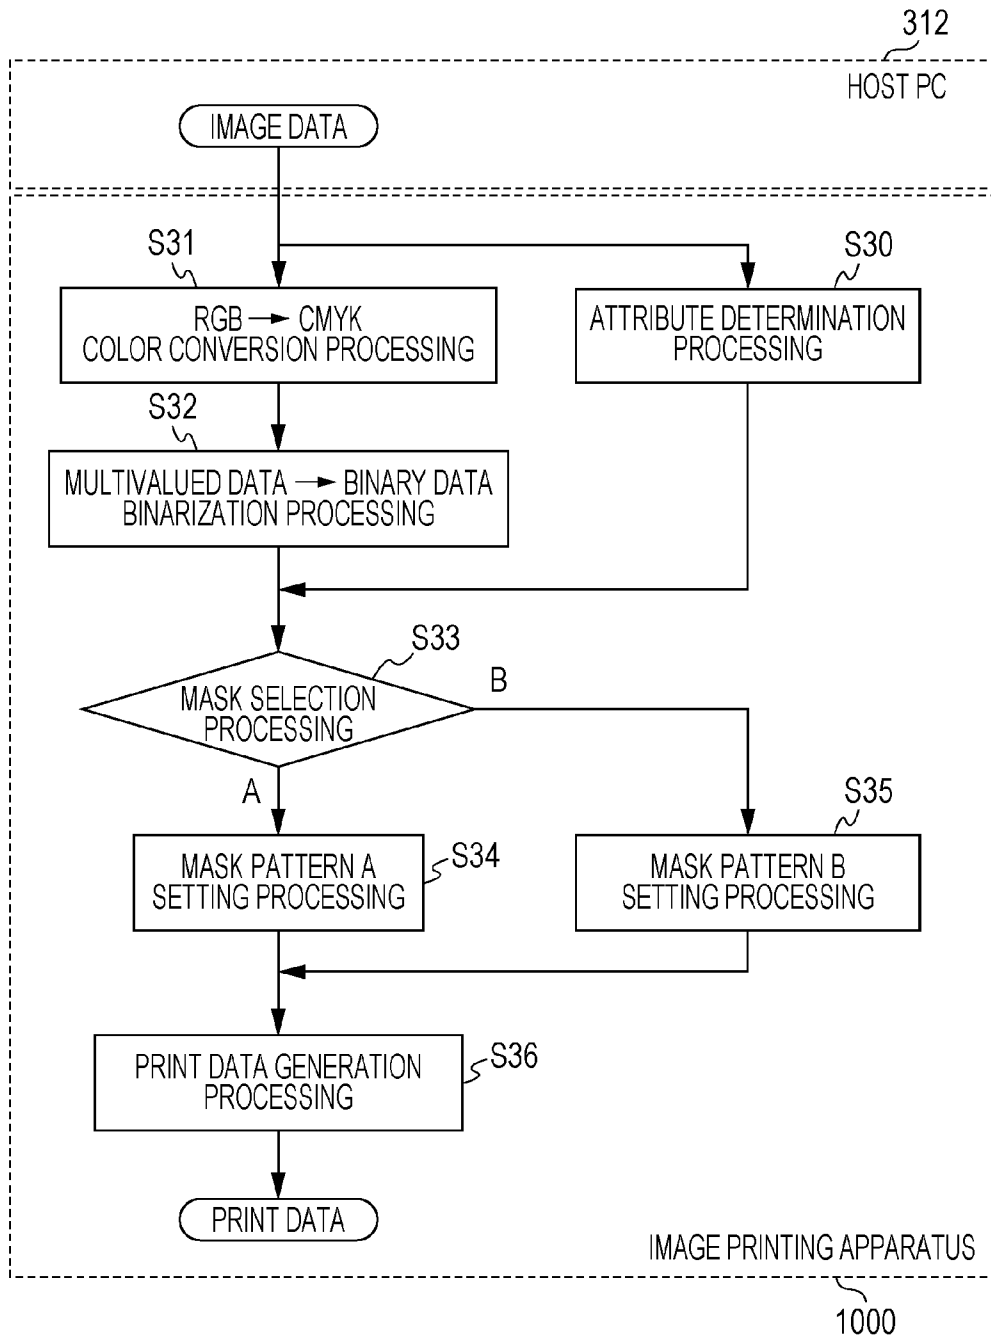 312
HOST PC
IMAGE DATA
S31
S30
RGB → CMYK
COLOR CONVERSION PROCESSING
ATTRIBUTE DETERMINATION
PROCESSING
S32
MULTIVALUED DATA → BINARY DATA
BINARIZATION PROCESSING
S33
MASK SELECTION
PROCESSING
B
A
S35
MASK PATTERN A
SETTING PROCESSING
S34
MASK PATTERN B
SETTING PROCESSING
PRINT DATA GENERATION
PROCESSING
S36
PRINT DATA
IMAGE PRINTING APPARATUS
1000